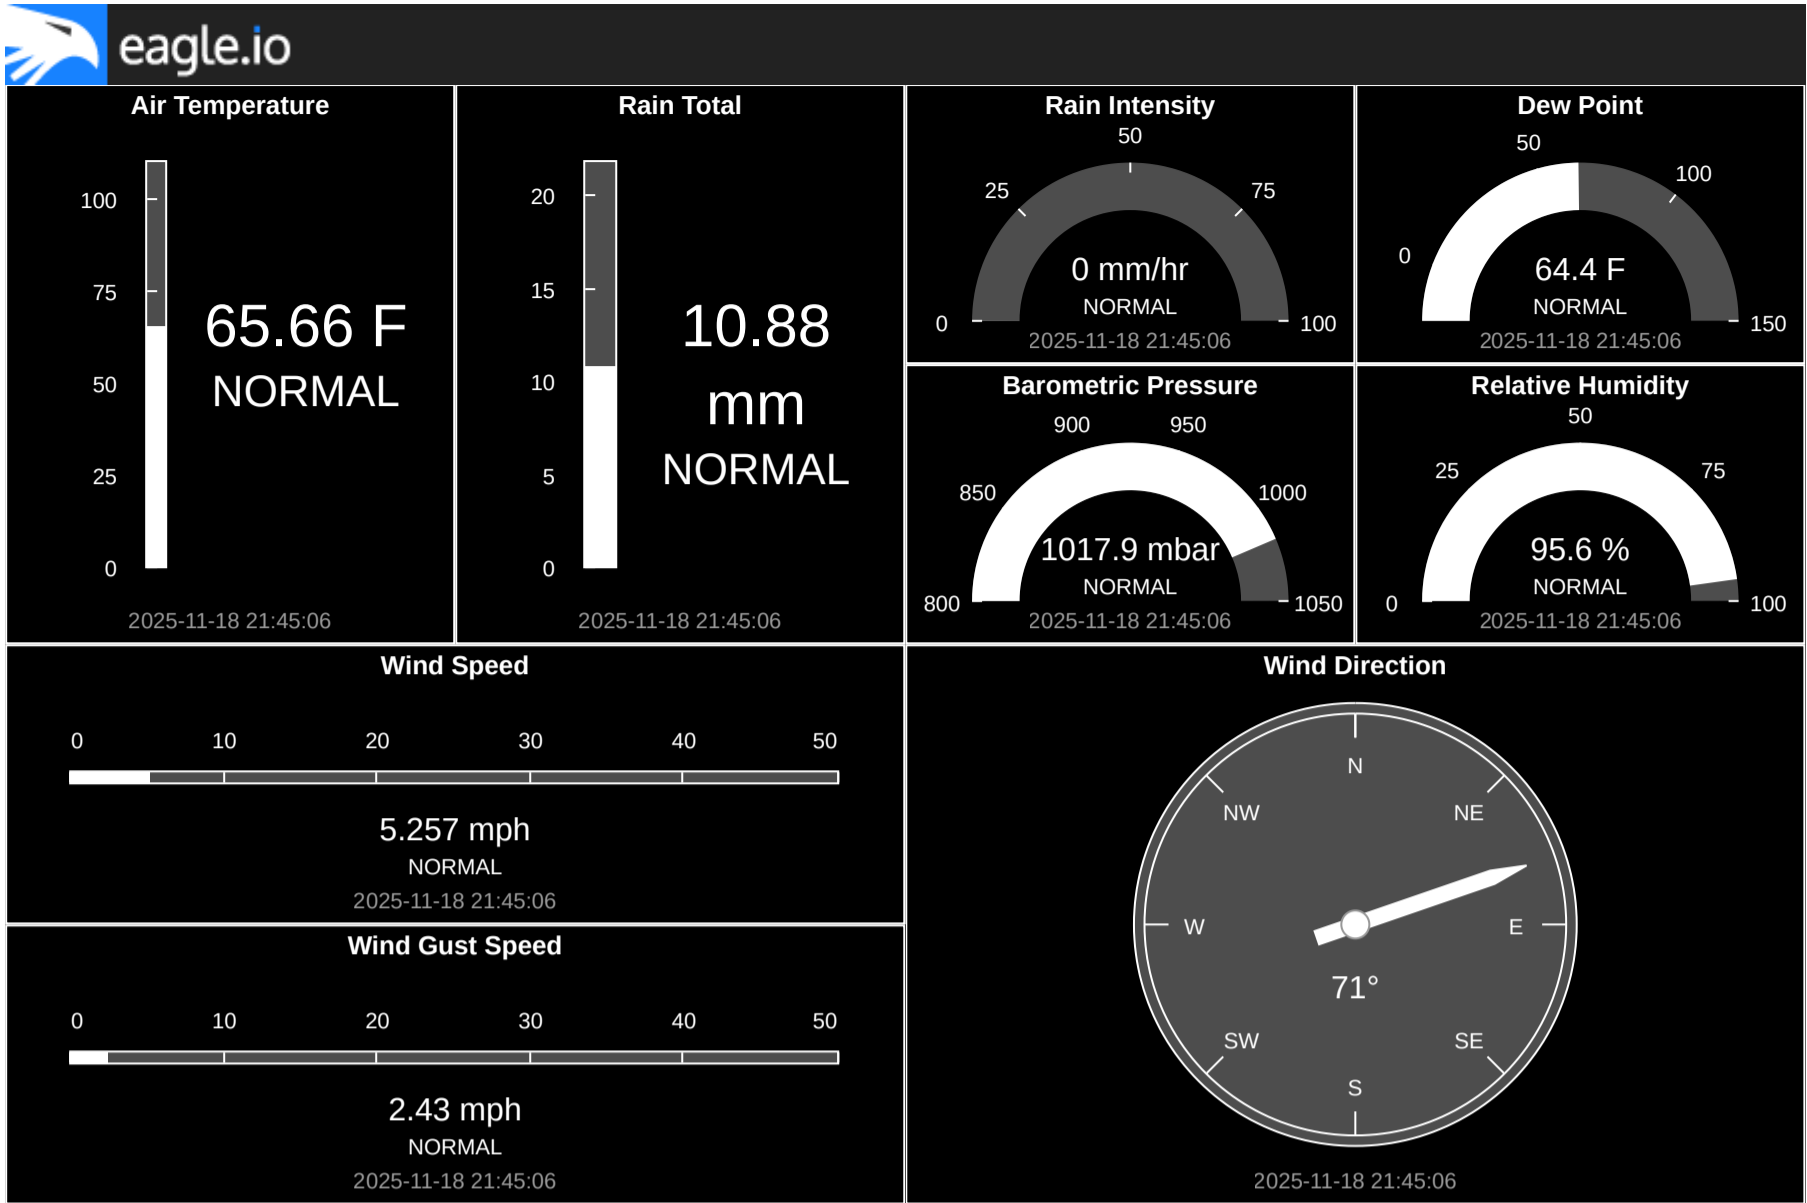 eagle.io
Air Temperature
100
75
50
25
0
65.66 F
NORMAL
2025-11-18 21:45:06
Rain Total
20
15
10
5
0
10.88
mm
NORMAL
2025-11-18 21:45:06
Rain Intensity
0
25
50
75
100
0 mm/hr
NORMAL
2025-11-18 21:45:06
Dew Point
0
50
100
150
64.4 F
NORMAL
2025-11-18 21:45:06
Barometric Pressure
800
850
900
950
1000
1050
1017.9 mbar
NORMAL
2025-11-18 21:45:06
Relative Humidity
0
25
50
75
100
95.6 %
NORMAL
2025-11-18 21:45:06
Wind Speed
0 10 20 30 40 50
5.257 mph
NORMAL
2025-11-18 21:45:06
Wind Gust Speed
0 10 20 30 40 50
2.43 mph
NORMAL
2025-11-18 21:45:06
Wind Direction
N
NW NE
W E
71°
SW SE
S
2025-11-18 21:45:06